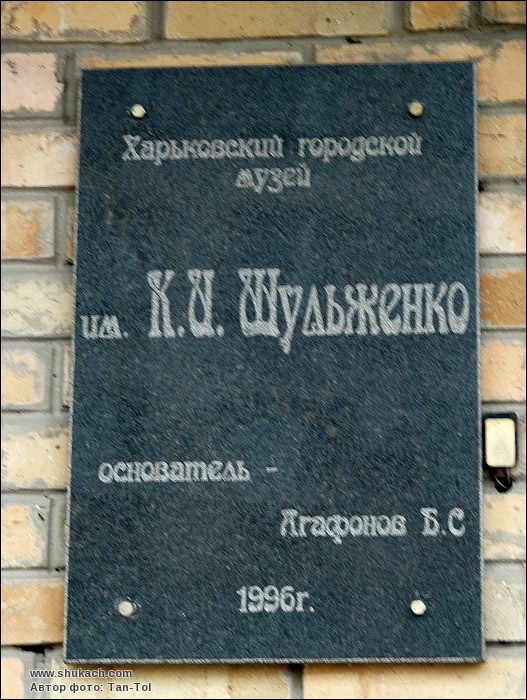 Харьковский городской
музей
им. К.И. Шульженко
основатель -
Агафонов Б.С
1996г.
www.shukach.com
Автор фото: Tan-Tol